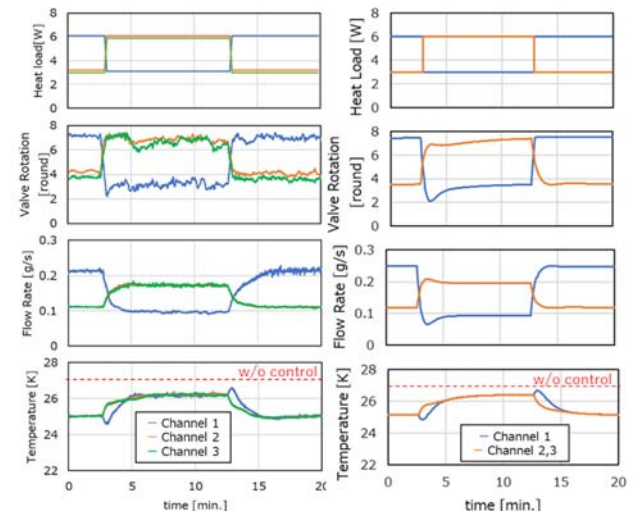 Heat load[W]
8
6
4
2
0
Valve Rotation
[round]
8
6
4
2
0
Flow Rate [g/s]
0.3
0.2
0.1
0
Temperature [K]
28
26
24
22
w/o control
Channel 1
Channel 2
Channel 3
0
5
10
15
20
time [min.]
Heat Load [W]
8
6
4
2
0
Valve Rotation
[round]
8
6
4
2
0
Flow Rate [g/s]
0.3
0.2
0.1
0
Temperature [K]
28
26
24
22
w/o control
Channel 1
Channel 2,3
0
5
10
15
20
time [min.]